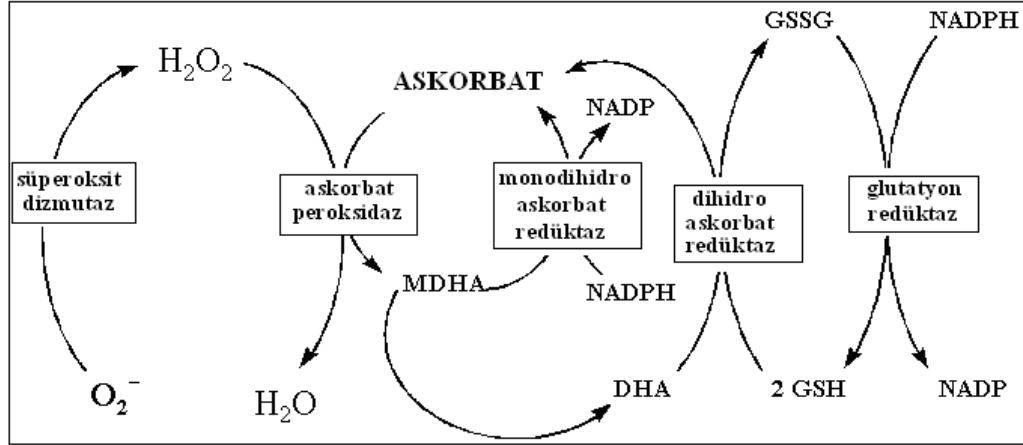 GSSG
NADPH
H₂O₂
ASKORBAT
NADP
süperoksit
dizmutaz
askorbat
peroksidaz
monodihidro
askorbat
redüktaz
dihidro
askorbat
redüktaz
glutatyon
redüktaz
MDHA
NADPH
O₂⁻
H₂O
DHA
2 GSH
NADP